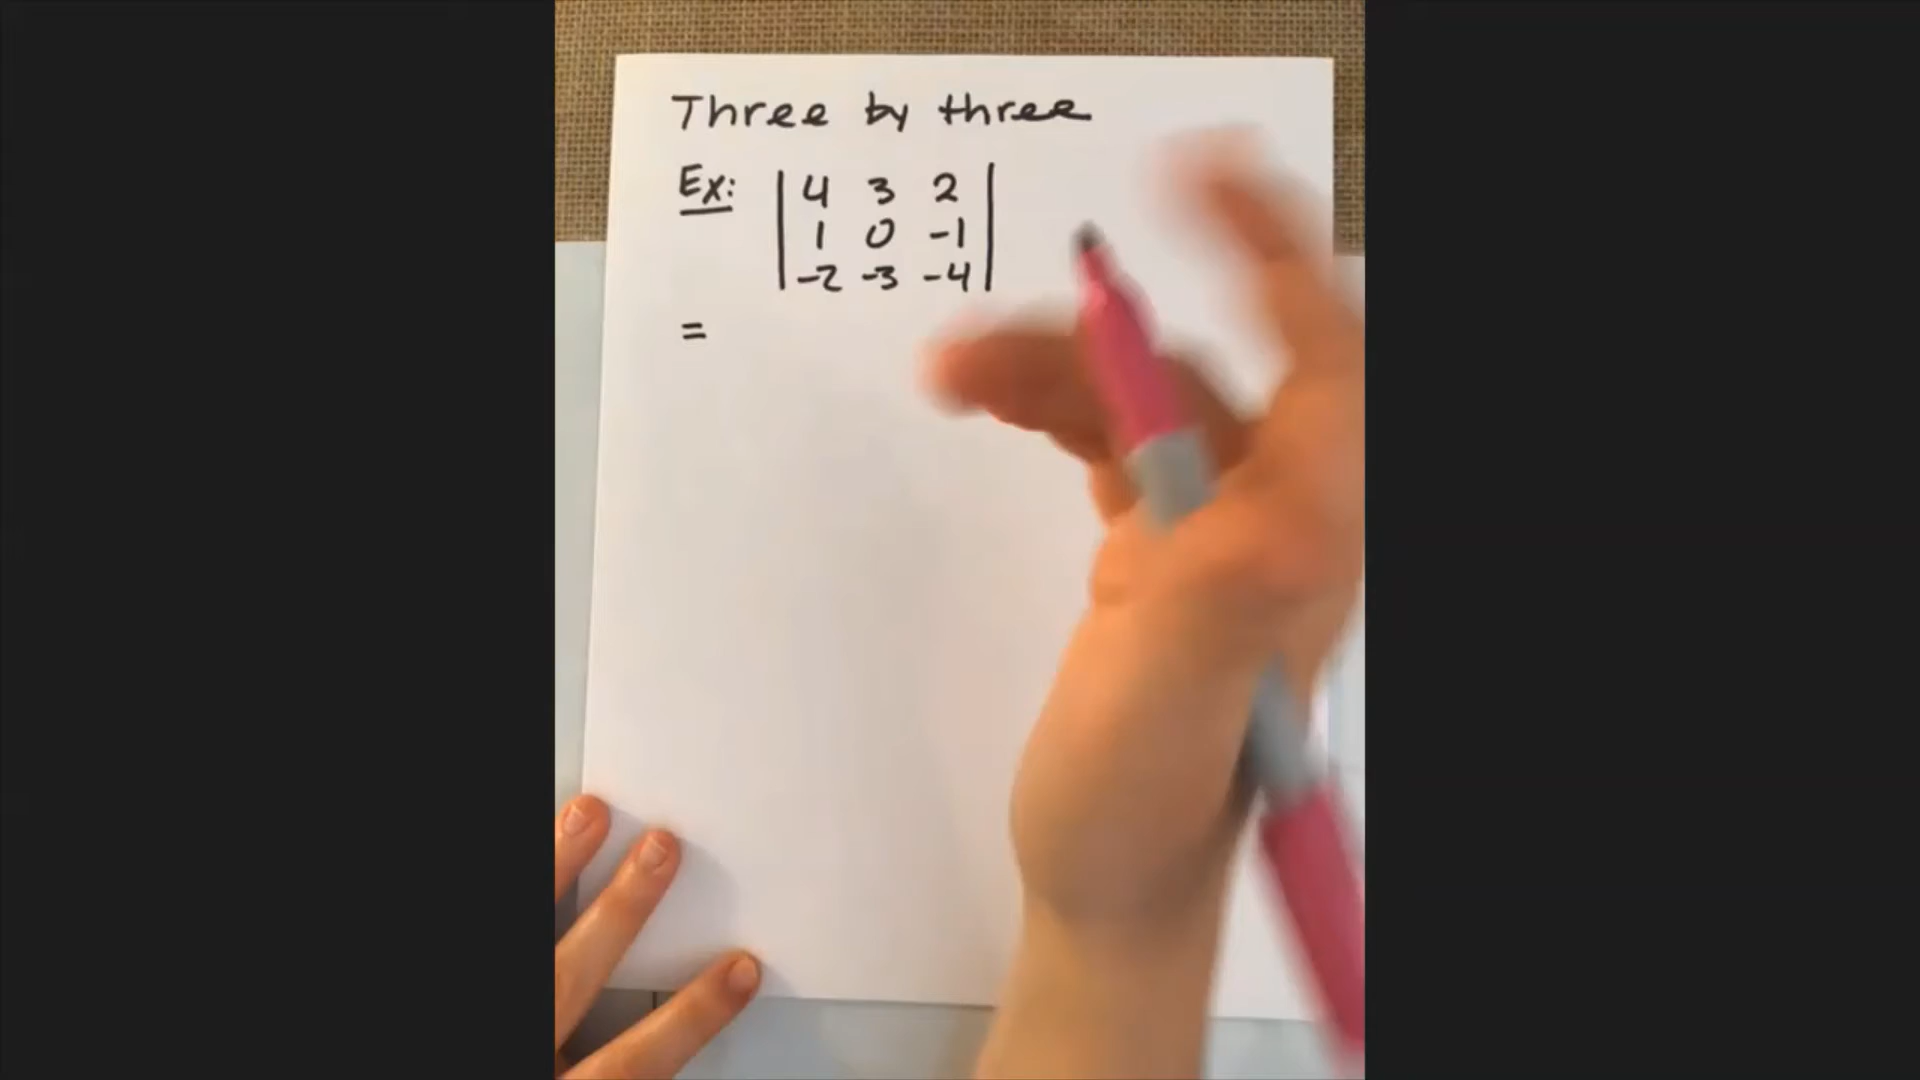 Three by three
Ex: | 4 3 2 |
| 1 0 -1 |
| -2 -3 -4 |
=